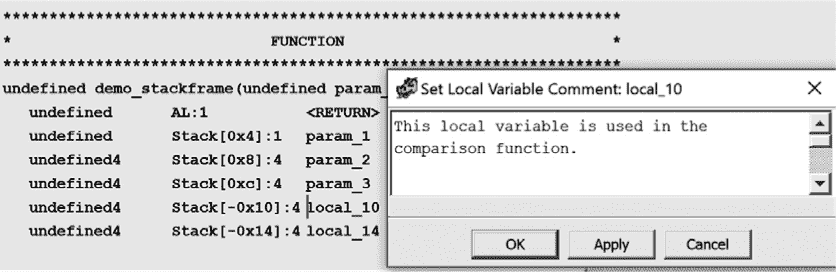 ******************************************************************
* FUNCTION *
******************************************************************
undefined demo_stackframe(undefined param_
undefined AL:1 <RETURN>
undefined Stack[0x4]:1 param_1
undefined4 Stack[0x8]:4 param_2
undefined4 Stack[0xc]:4 param_3
undefined4 Stack[-0x10]:4 local_10
undefined4 Stack[-0x14]:4 local_14
Set Local Variable Comment: local_10
This local variable is used in the
comparison function.
OK Apply Cancel